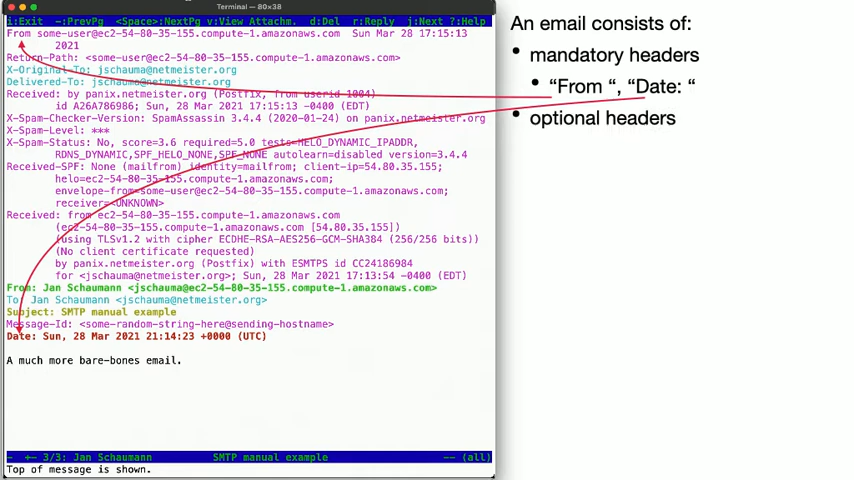 Terminal — 80×38
i:Exit  -:PrevPg  <Space>:NextPg v:View Attachm.  d:Del  r:Reply  j:Next ?:Help
From some-user@ec2-54-80-35-155.compute-1.amazonaws.com  Sun Mar 28 17:15:13
2021
Return-Path: <some-user@ec2-54-80-35-155.compute-1.amazonaws.com>
X-Original-To: jschauma@netmeister.org
Delivered-To: jschauma@netmeister.org
Received: by panix.netmeister.org (Postfix, from userid 1004)
id A26A786986; Sun, 28 Mar 2021 17:15:13 -0400 (EDT)
X-Spam-Checker-Version: SpamAssassin 3.4.4 (2020-01-24) on panix.netmeister.org
X-Spam-Level: ***
X-Spam-Status: No, score=3.6 required=5.0 tests=HELO_DYNAMIC_IPADDR,
RDNS_DYNAMIC,SPF_HELO_NONE,SPF_NONE autolearn=disabled version=3.4.4
Received-SPF: None (mailfrom) identity=mailfrom; client-ip=54.80.35.155;
helo=ec2-54-80-35-155.compute-1.amazonaws.com;
envelope-from=some-user@ec2-54-80-35-155.compute-1.amazonaws.com;
receiver=<UNKNOWN>
Received: from ec2-54-80-35-155.compute-1.amazonaws.com
(ec2-54-80-35-155.compute-1.amazonaws.com [54.80.35.155])
(using TLSv1.2 with cipher ECDHE-RSA-AES256-GCM-SHA384 (256/256 bits))
(No client certificate requested)
by panix.netmeister.org (Postfix) with ESMTPS id CC24186984
for <jschauma@netmeister.org>; Sun, 28 Mar 2021 17:13:54 -0400 (EDT)
From: Jan Schaumann <jschauma@ec2-54-80-35-155.compute-1.amazonaws.com>
To: Jan Schaumann <jschauma@netmeister.org>
Subject: SMTP manual example
Message-Id: <some-random-string-here@sending-hostname>
Date: Sun, 28 Mar 2021 21:14:23 +0000 (UTC)
A much more bare-bones email.
-  +- 3/3: Jan Schaumann  SMTP manual example  -- (all)
Top of message is shown.
An email consists of:
• mandatory headers
• “From “, “Date: “
• optional headers